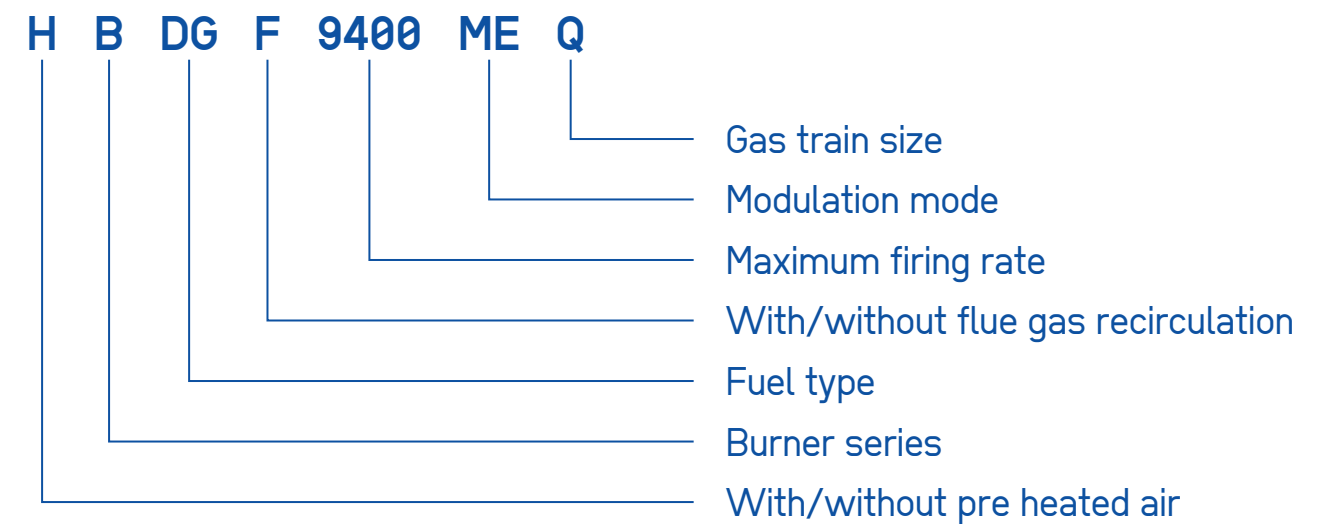 H B DG F 9400 ME Q
Gas train size
Modulation mode
Maximum firing rate
With/without flue gas recirculation
Fuel type
Burner series
With/without pre heated air